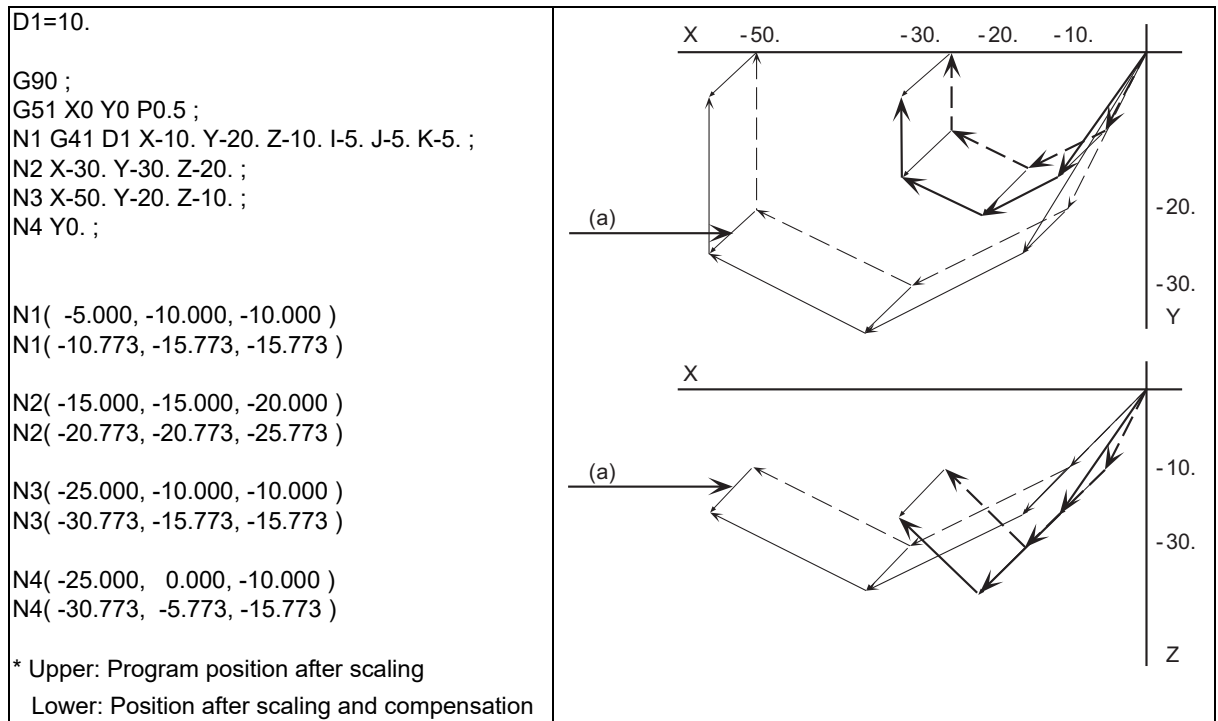 D1=10.
G90 ;
G51 X0 Y0 P0.5 ;
N1 G41 D1 X-10. Y-20. Z-10. I-5. J-5. K-5. ;
N2 X-30. Y-30. Z-20. ;
N3 X-50. Y-20. Z-10. ;
N4 Y0. ;
N1( -5.000, -10.000, -10.000 )
N1( -10.773, -15.773, -15.773 )
N2( -15.000, -15.000, -20.000 )
N2( -20.773, -20.773, -25.773 )
N3( -25.000, -10.000, -10.000 )
N3( -30.773, -15.773, -15.773 )
N4( -25.000, 0.000, -10.000 )
N4( -30.773, -5.773, -15.773 )
* Upper: Program position after scaling
Lower: Position after scaling and compensation
X -50. -30. -20. -10.
-20.
(a)
-30.
Y
X
-10.
(a)
-30.
Z